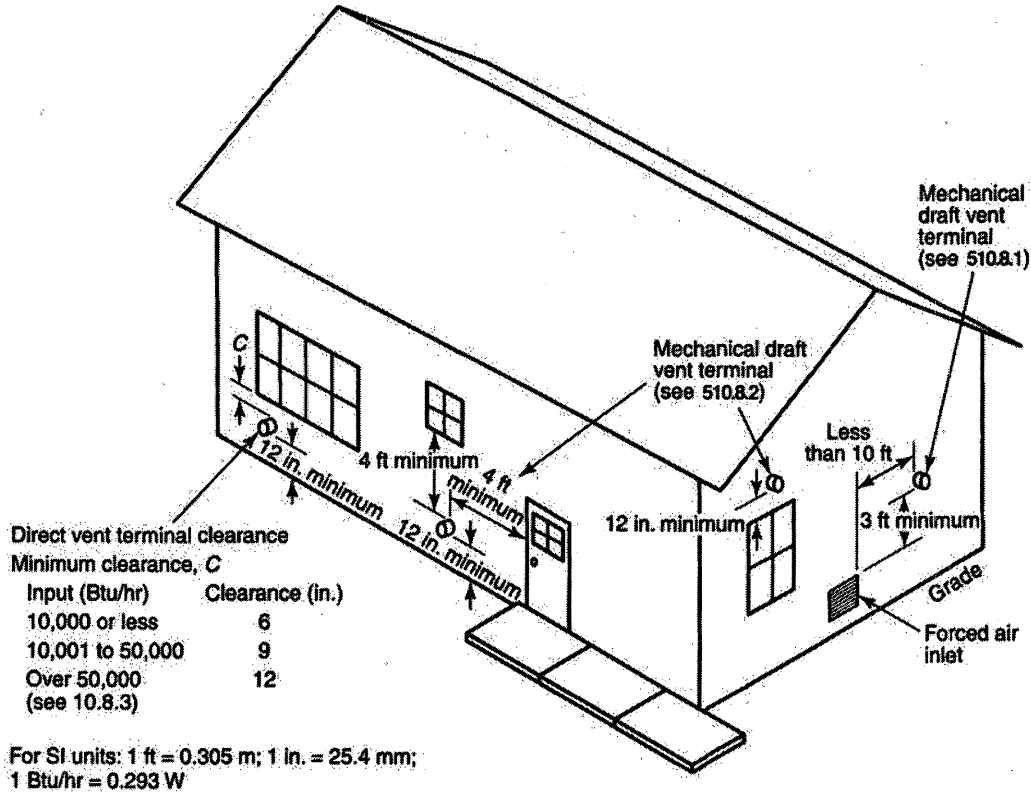 Mechanical
draft vent
terminal
(see 510.8.1)
Mechanical draft
vent terminal
(see 510.8.2)
C
Less
than 10 ft
4 ft minimum
4 ft
minimum
12 in. minimum
12 in. minimum
12 in. minimum
3 ft minimum
Grade
Forced air
inlet
Direct vent terminal clearance
Minimum clearance, C
Input (Btu/hr) Clearance (in.)
10,000 or less 6
10,001 to 50,000 9
Over 50,000 12
(see 10.8.3)
For SI units: 1 ft = 0.305 m; 1 in. = 25.4 mm;
1 Btu/hr = 0.293 W